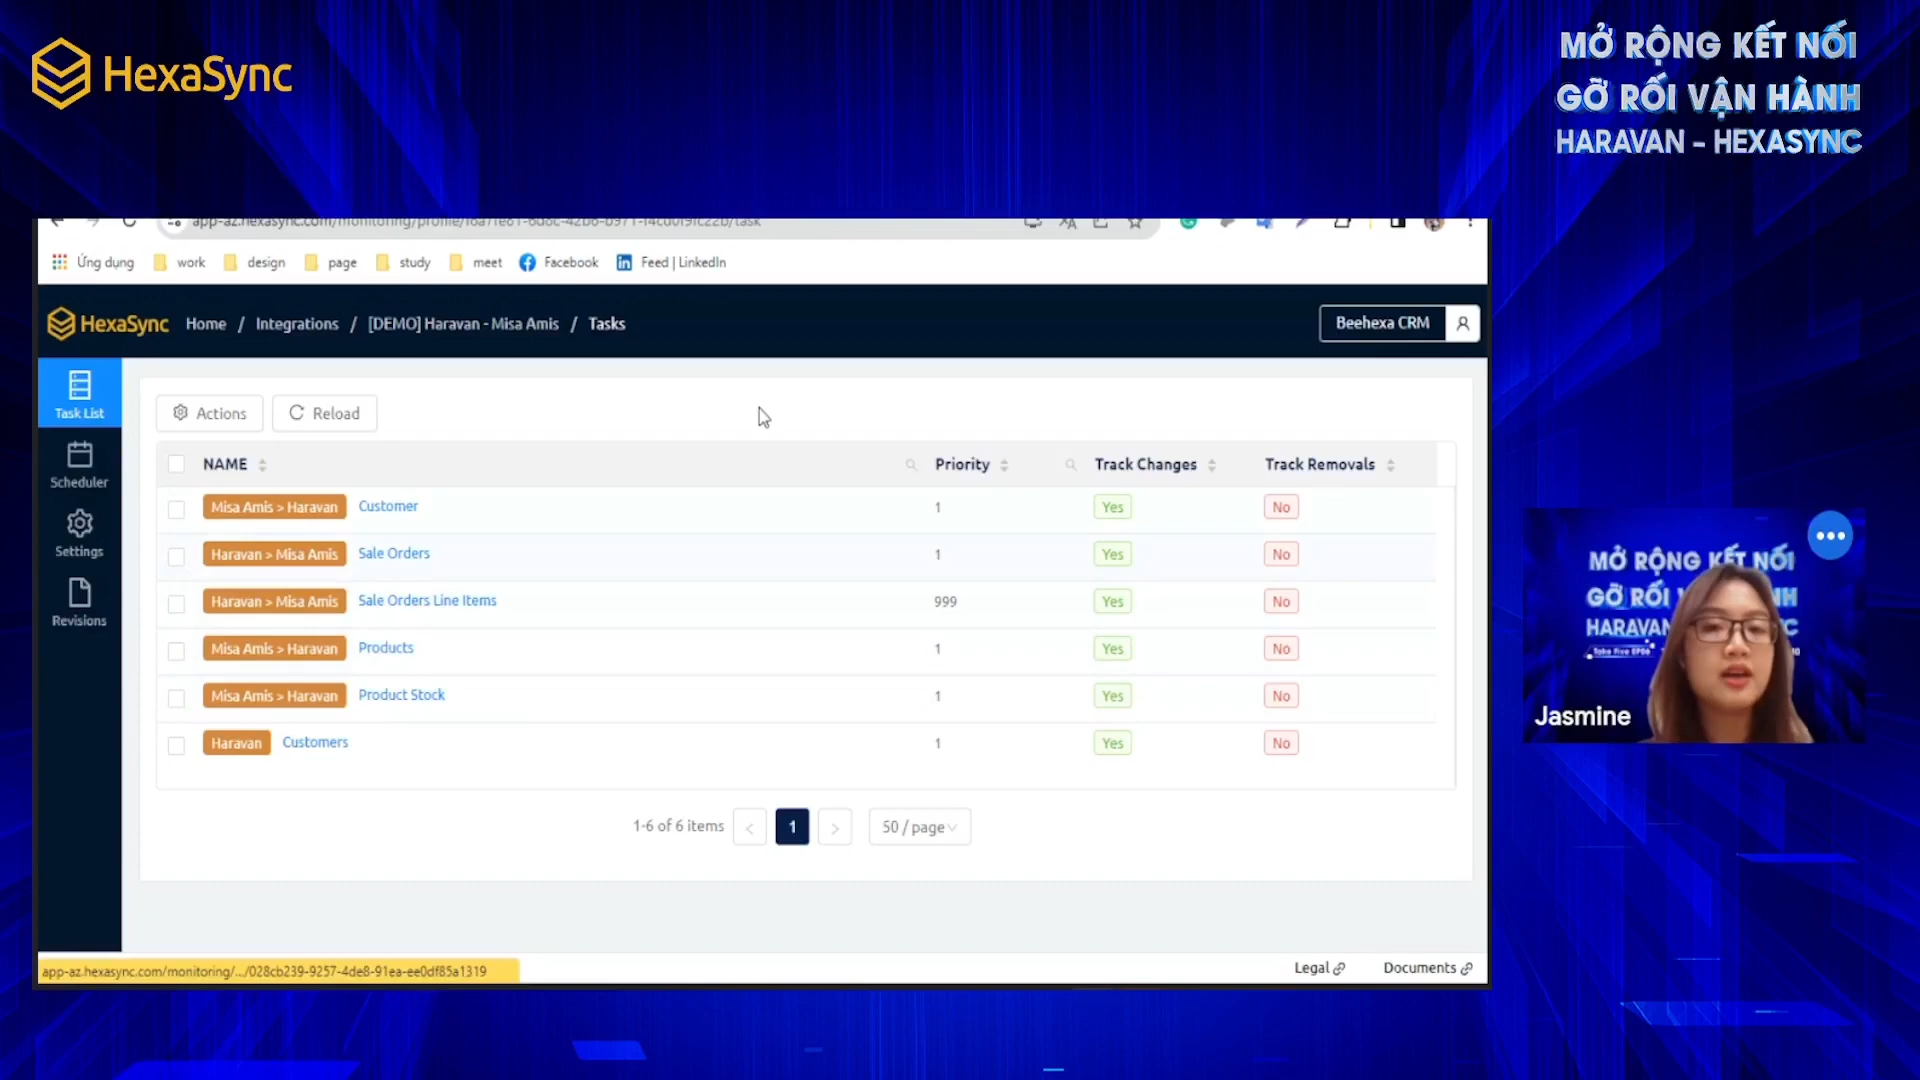 HexaSync
MỞ RỘNG KẾT NỐI
GỠ RỐI VẬN HÀNH
HARAVAN - HEXASYNC
Ứng dụng work design page study meet Facebook Feed | LinkedIn
HexaSync Home / Integrations / [DEMO] Haravan - Misa Amis / Tasks
Beehexa CRM
Task List
Scheduler
Settings
Revisions
Actions Reload
NAME Priority Track Changes Track Removals
Misa Amis > Haravan Customer 1 Yes No
Haravan > Misa Amis Sale Orders 1 Yes No
Haravan > Misa Amis Sale Orders Line Items 999 Yes No
Misa Amis > Haravan Products 1 Yes No
Misa Amis > Haravan Product Stock 1 Yes No
Haravan Customers 1 Yes No
1-6 of 6 items < 1 > 50 / page
app-az.hexasync.com/monitoring/.../028cb239-9257-4de8-91ea-ee0df85a1319
Legal Documents
MỞ RỘNG KẾT NỐI
GỠ RỐI
HARAVAN
Take Five EP06
Jasmine